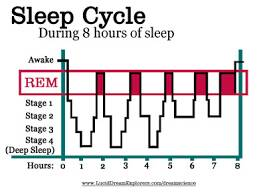 Sleep Cycle
During 8 hours of sleep
Awake
REM
Stage 1
Stage 2
Stage 3
Stage 4
(Deep Sleep)
Hours: 0 1 2 3 4 5 6 7 8
www.LucidDreamExplorers.com/dreamscience